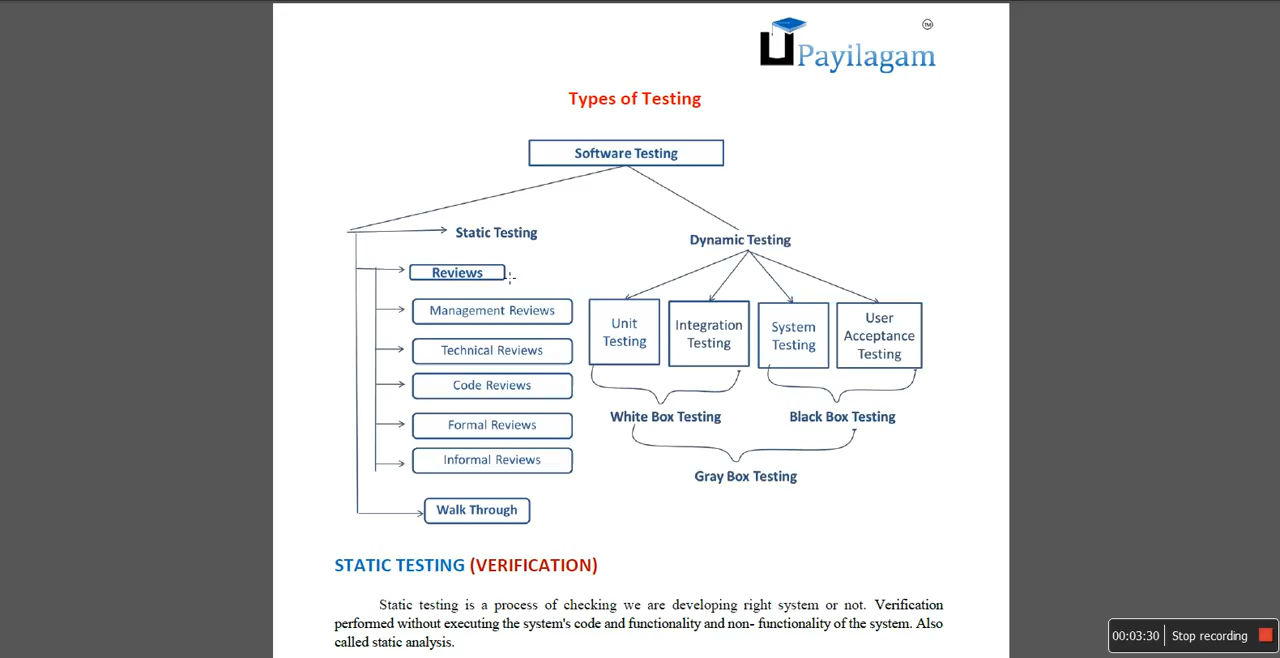 TM
Payilagam
Types of Testing
Software Testing
Static Testing
Dynamic Testing
Reviews
Management Reviews
Technical Reviews
Code Reviews
Formal Reviews
Informal Reviews
Walk Through
Unit
Testing
Integration
Testing
System
Testing
User
Acceptance
Testing
White Box Testing
Black Box Testing
Gray Box Testing
STATIC TESTING (VERIFICATION)
Static testing is a process of checking we are developing right system or not. Verification
performed without executing the system's code and functionality and non- functionality of the system. Also
called static analysis.
00:03:30 Stop recording